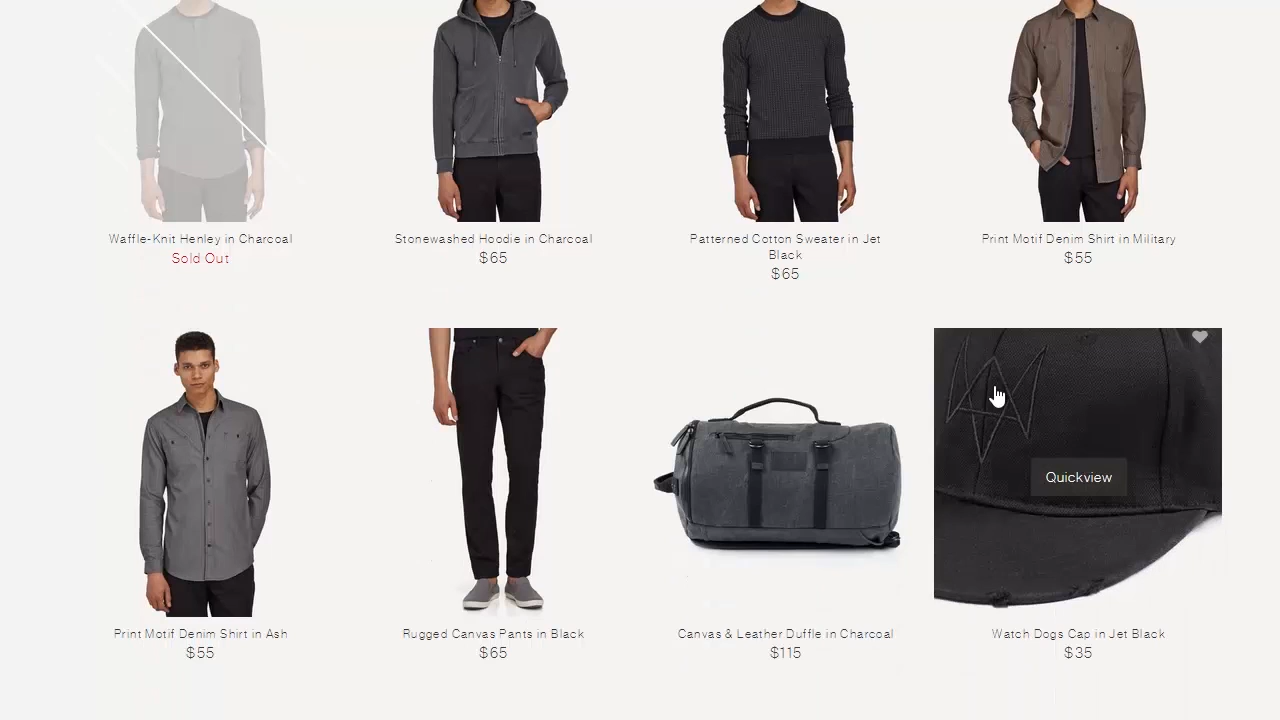 Waffle-Knit Henley in Charcoal
Sold Out
Stonewashed Hoodie in Charcoal
$65
Patterned Cotton Sweater in Jet
Black
$65
Print Motif Denim Shirt in Military
$55
Quickview
Print Motif Denim Shirt in Ash
$55
Rugged Canvas Pants in Black
$65
Canvas & Leather Duffle in Charcoal
$115
Watch Dogs Cap in Jet Black
$35